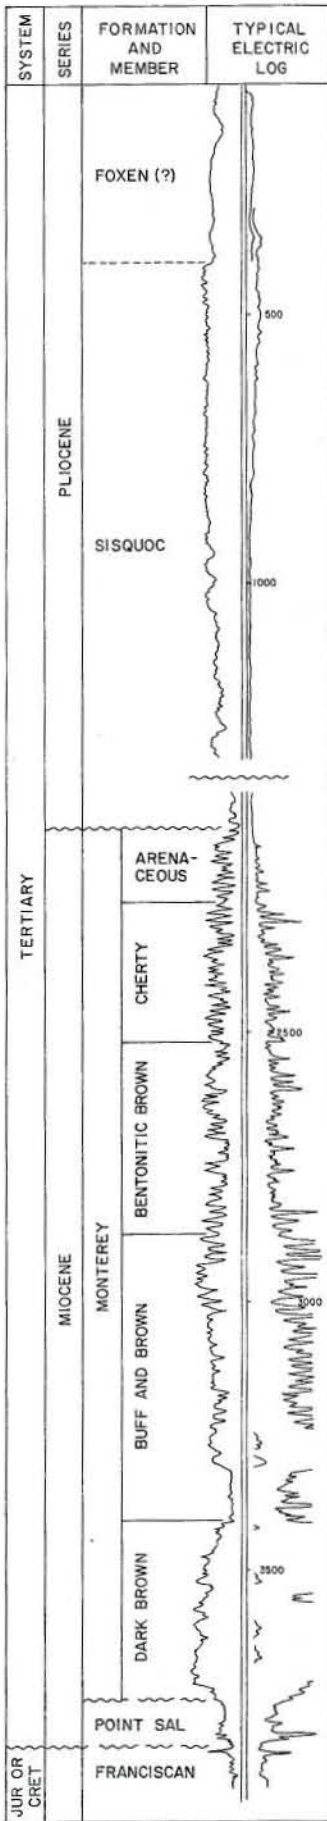 SYSTEM
SERIES
FORMATION
AND
MEMBER
TYPICAL
ELECTRIC
LOG
FOXEN (?)
500
PLIOCENE
SISQUOC
1000
TERTIARY
ARENA-
CEOUS
CHERTY
2500
BENTONITIC BROWN
MIOCENE
MONTEREY
3000
BUFF AND BROWN
3500
DARK BROWN
POINT SAL
JUR OR
CRET
FRANCISCAN